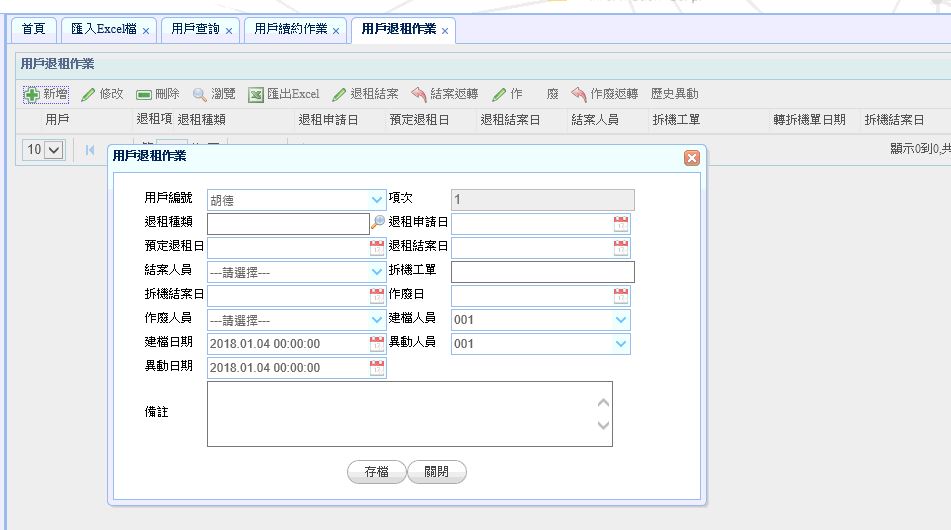 首頁 匯入Excel檔 × 用戶查詢 × 用戶續約作業 × 用戶退租作業 ×
用戶退租作業
新增 修改 刪除 瀏覽 匯出Excel 退租結案 結案返轉 作 廢 作廢返轉 歷史異動
用戶 退租項 退租種類 退租申請日 預定退租日 退租結案日 結案人員 拆機工單 轉拆機單日期 拆機結案日
10 顯示0到0,共
用戶退租作業
用戶編號 胡德 項次 1
退租種類 退租申請日
預定退租日 退租結案日
結案人員 ---請選擇--- 拆機工單
拆機結案日 作廢日
作廢人員 ---請選擇--- 建檔人員 001
建檔日期 2018.01.04 00:00:00 異動人員 001
異動日期 2018.01.04 00:00:00
備註
存檔 關閉